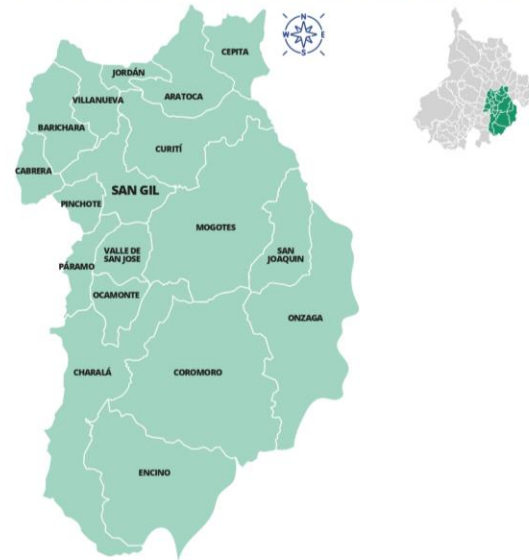 N
W E
S
CEPITA
JORDÁN
ARATOCA
VILLANUEVA
BARICHARA
CURITÍ
CABRERA
SAN GIL
PINCHOTE
MOGOTES
VALLE DE
SAN JOSE
SAN
JOAQUIN
PÁRAMO
OCAMONTE
ONZAGA
CHARALÁ
COROMORO
ENCINO